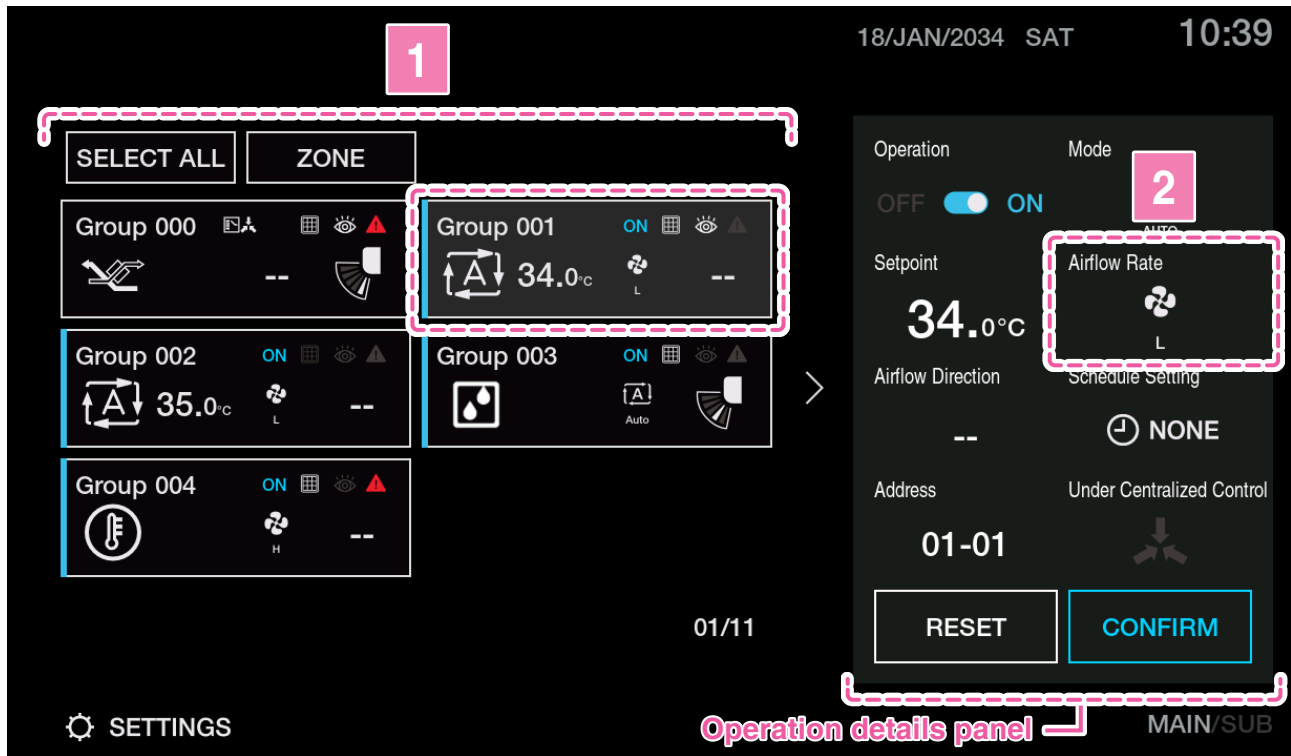 1
18/JAN/2034 SAT 10:39
SELECT ALL
ZONE
Group 000
--
Group 001
ON
A
34.0°C
L
--
Group 002
ON
A
35.0°C
L
--
Group 003
ON
A
Auto
Group 004
ON
H
--
01/11
SETTINGS
Operation
OFF ON
Mode
2
AUTO
Setpoint
34.0°C
Airflow Rate
L
Airflow Direction
--
Schedule Setting
NONE
Address
01-01
Under Centralized Control
RESET
CONFIRM
Operation details panel
MAIN/SUB